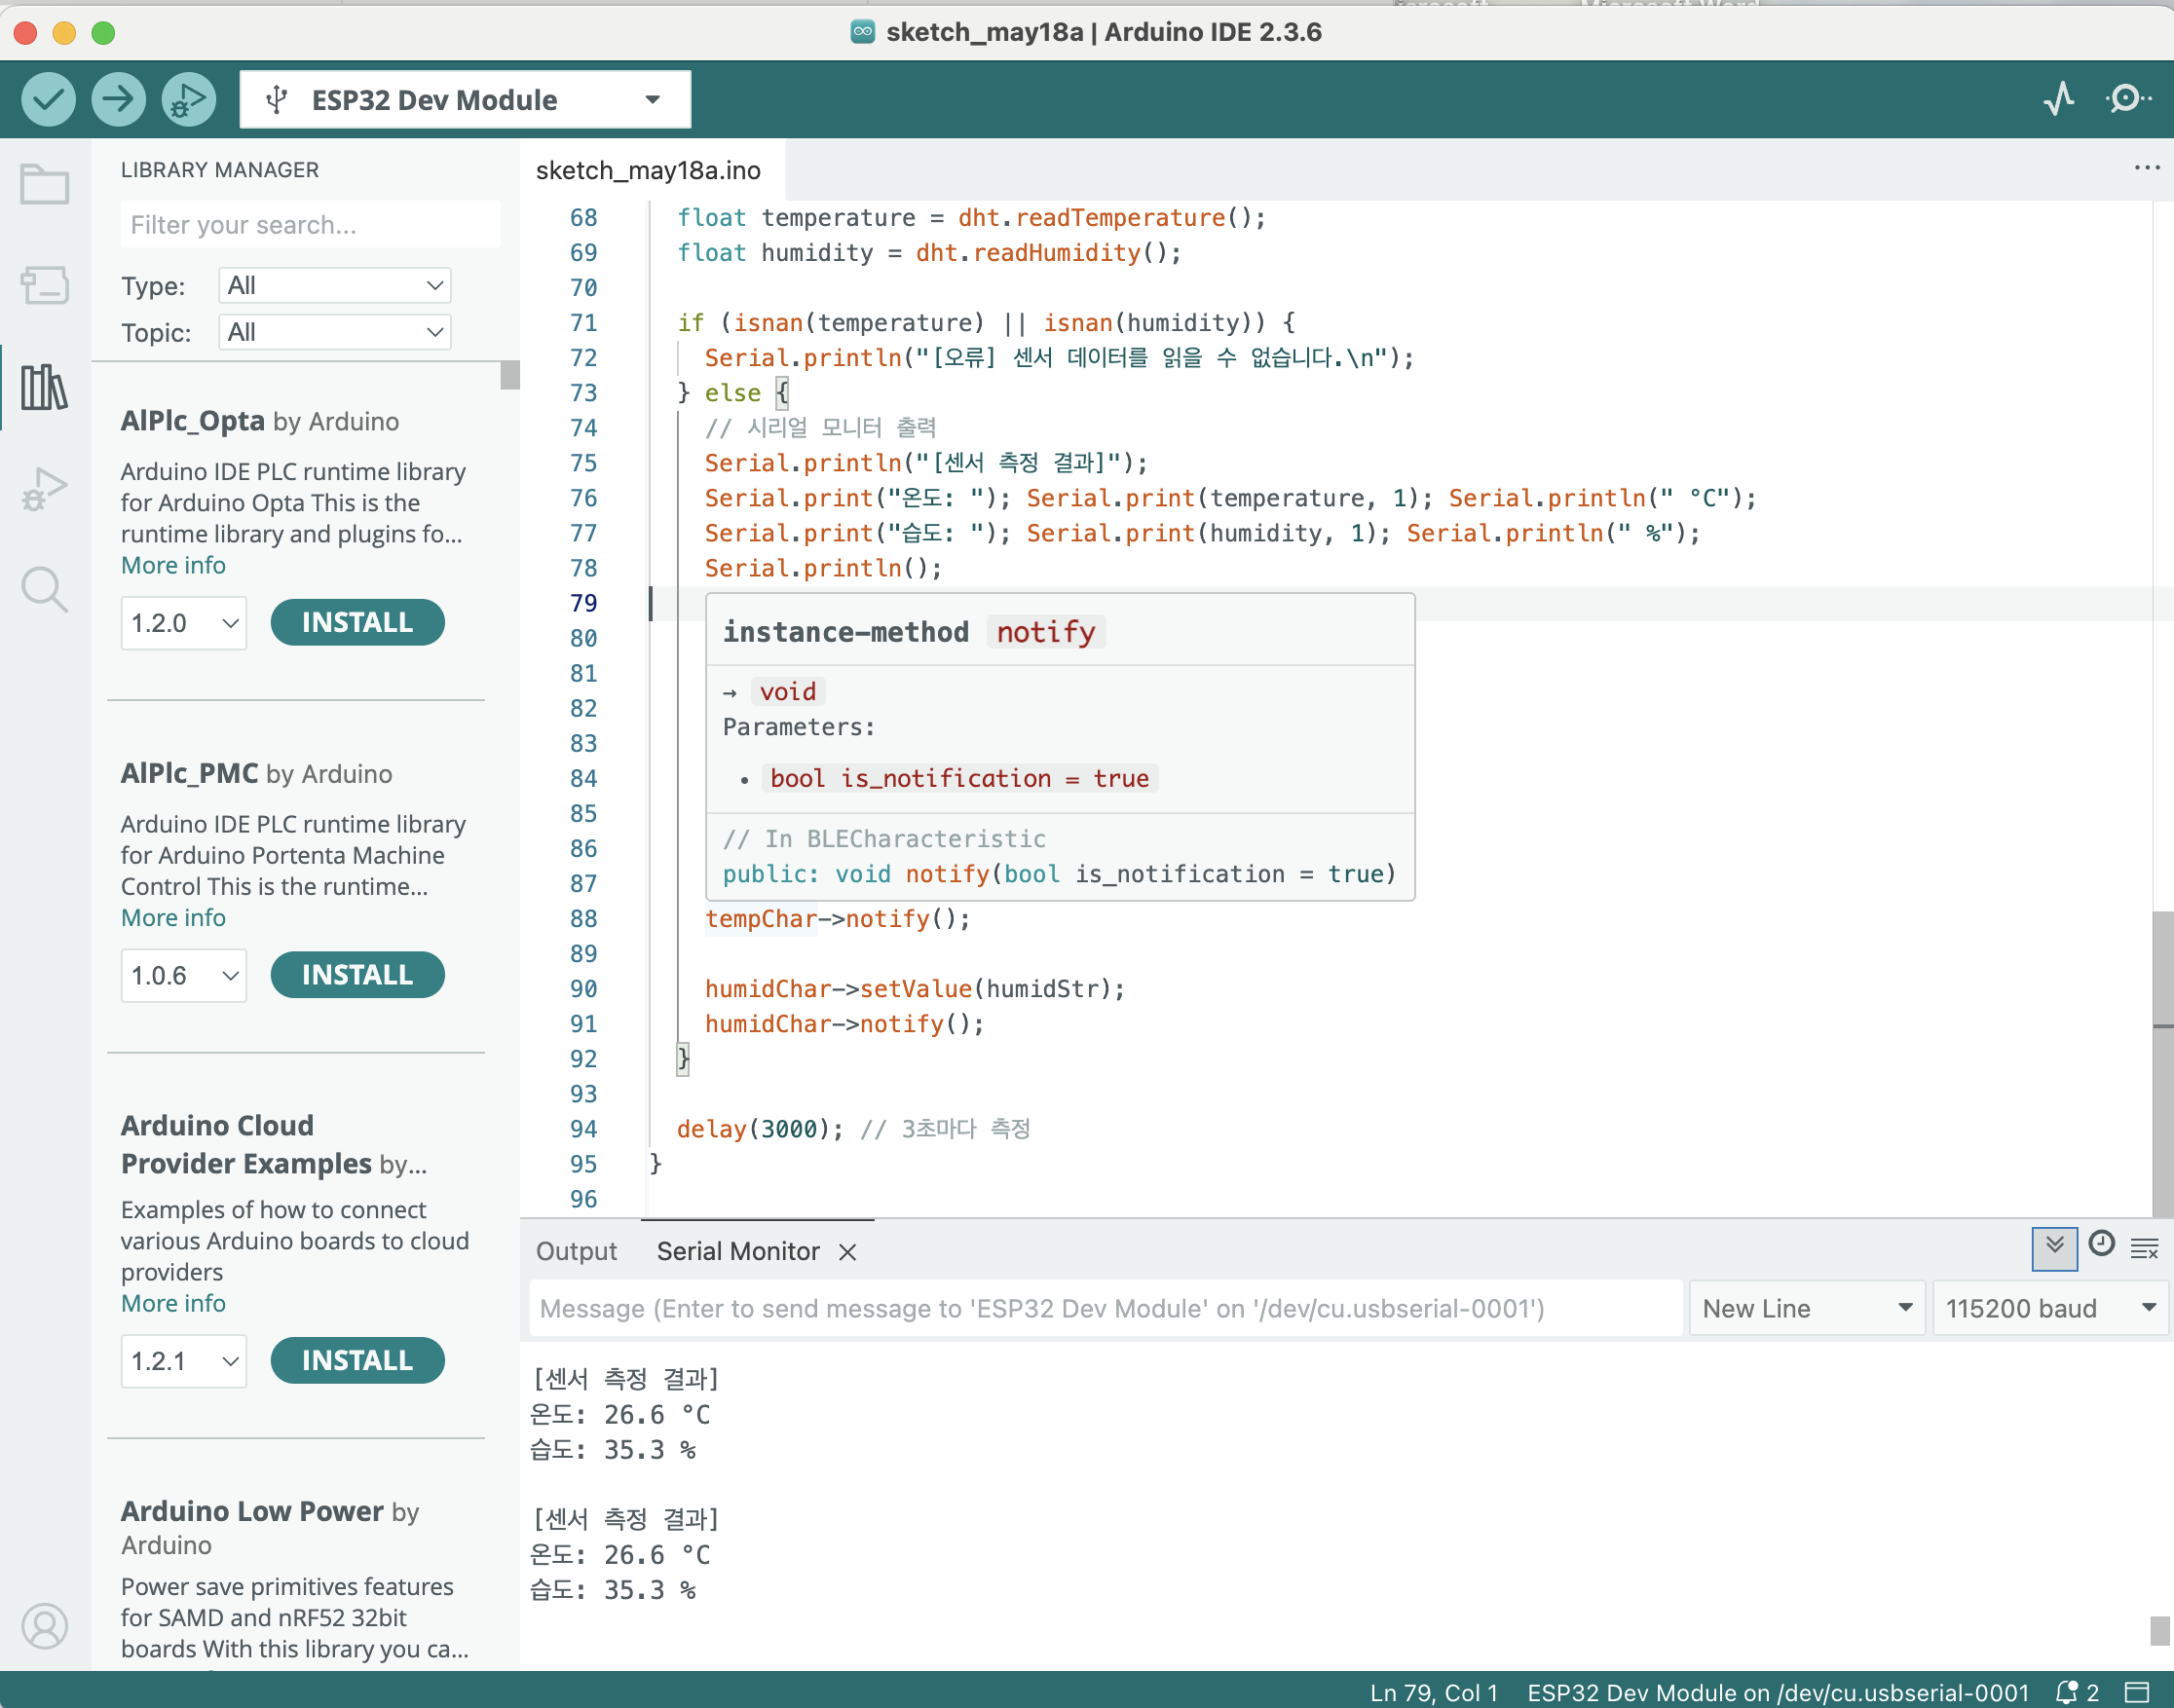 sketch_may18a | Arduino IDE 2.3.6
ESP32 Dev Module
LIBRARY MANAGER
Filter your search...
Type: All
Topic: All
AlPlc_Opta by Arduino
Arduino IDE PLC runtime library
for Arduino Opta This is the
runtime library and plugins fo...
More info
1.2.0 INSTALL
AlPlc_PMC by Arduino
Arduino IDE PLC runtime library
for Arduino Portenta Machine
Control This is the runtime...
More info
1.0.6 INSTALL
Arduino Cloud
Provider Examples by...
Examples of how to connect
various Arduino boards to cloud
providers
More info
1.2.1 INSTALL
Arduino Low Power by
Arduino
Power save primitives features
for SAMD and nRF52 32bit
boards With this library you ca...
sketch_may18a.ino
68 float temperature = dht.readTemperature();
69 float humidity = dht.readHumidity();
70
71 if (isnan(temperature) || isnan(humidity)) {
72 Serial.println("[오류] 센서 데이터를 읽을 수 없습니다.\n");
73 } else {
74 // 시리얼 모니터 출력
75 Serial.println("[센서 측정 결과]");
76 Serial.print("온도: "); Serial.print(temperature, 1); Serial.println(" °C");
77 Serial.print("습도: "); Serial.print(humidity, 1); Serial.println(" %");
78 Serial.println();
79
80
81
82
83
84
85
86
87
instance-method notify
→ void
Parameters:
• bool is_notification = true
// In BLECharacteristic
public: void notify(bool is_notification = true)
88 tempChar->notify();
89
90 humidChar->setValue(humidStr);
91 humidChar->notify();
92 }
93
94 delay(3000); // 3초마다 측정
95 }
96
Output Serial Monitor
Message (Enter to send message to 'ESP32 Dev Module' on '/dev/cu.usbserial-0001')
New Line
115200 baud
[센서 측정 결과]
온도: 26.6 °C
습도: 35.3 %
[센서 측정 결과]
온도: 26.6 °C
습도: 35.3 %
Ln 79, Col 1 ESP32 Dev Module on /dev/cu.usbserial-0001 2